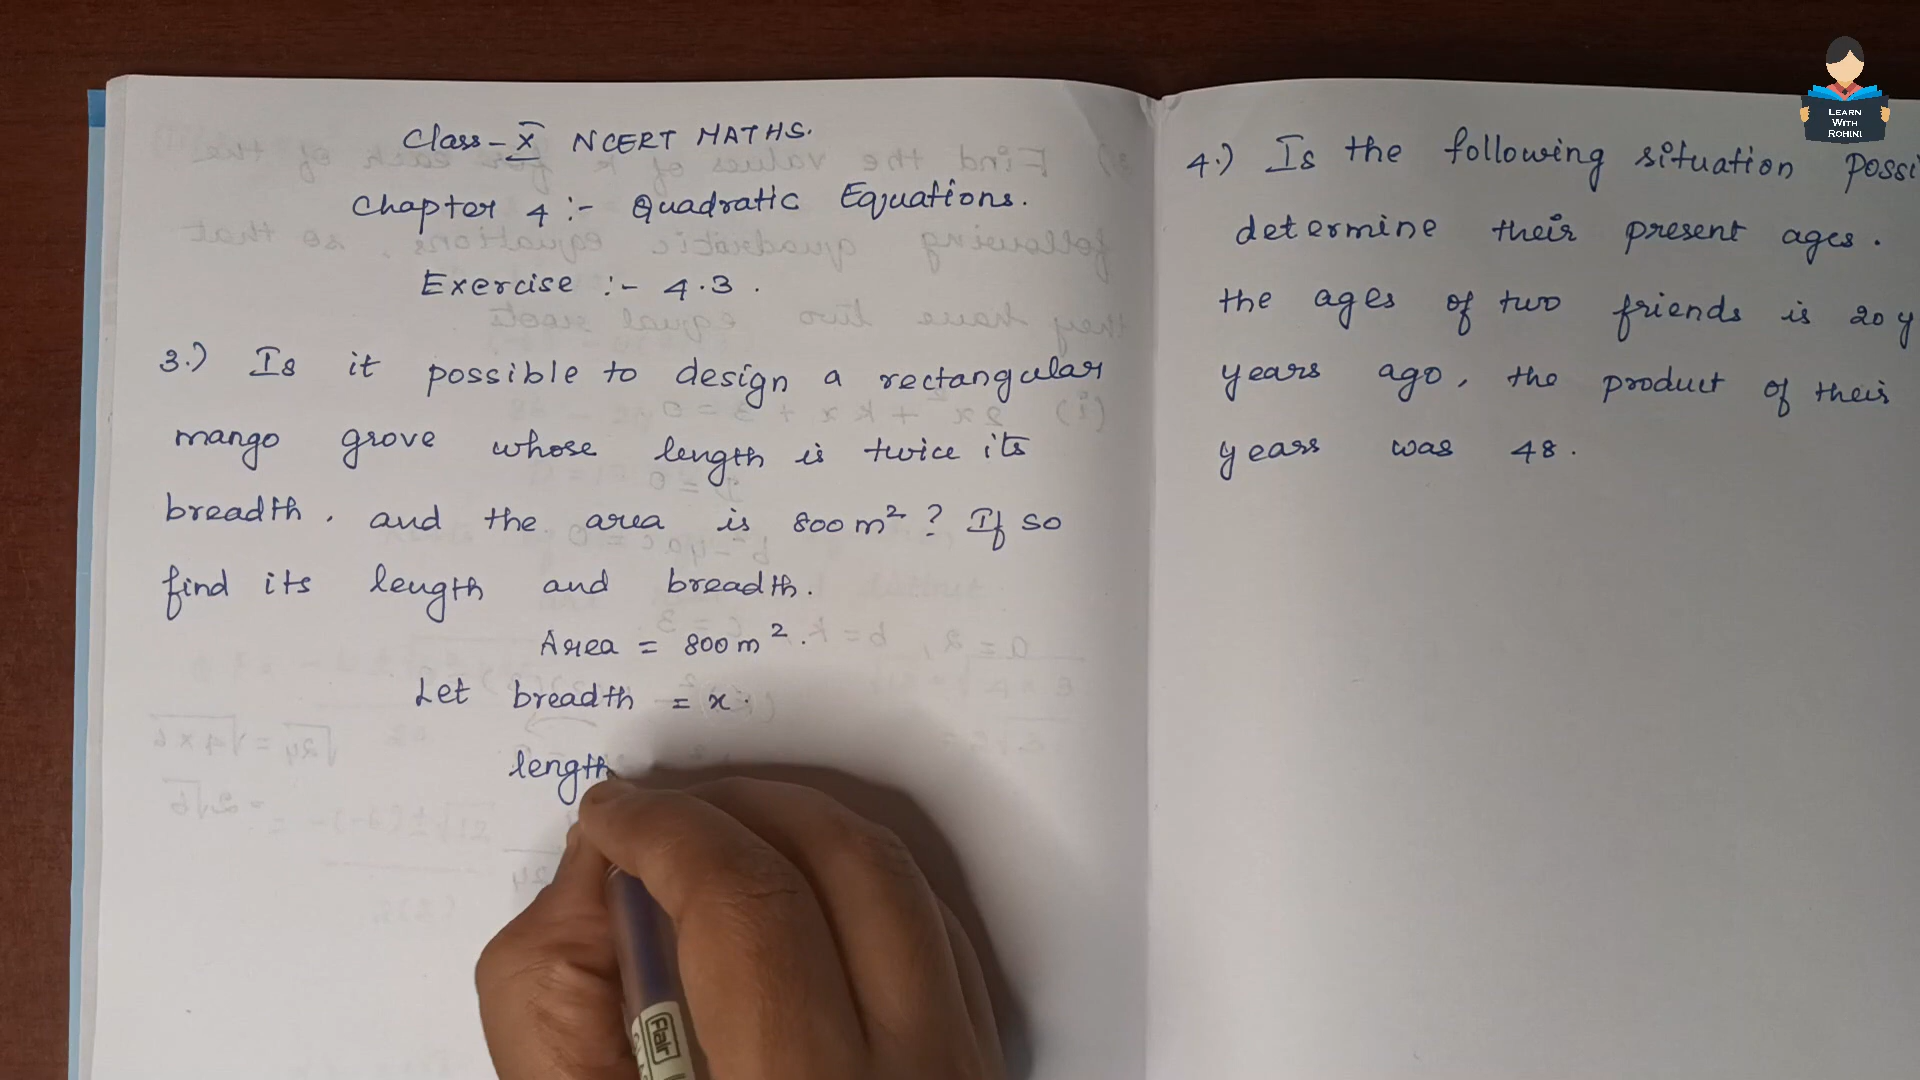 Class - X NCERT MATHS.
Chapter 4 :- Quadratic Equations.
Exercise :- 4.3 .
3.) Is it possible to design a rectangular
mango grove whose length is twice its
breadth, and the area is 800 m² ? If so
find its length and breadth.
Area = 800 m².
Let breadth = x.
length
4.) Is the following situation possi
determine their present ages.
the ages of two friends is 20 y
years ago, the product of their
years was 48.
LEARN
WITH
ROHINI
Flair